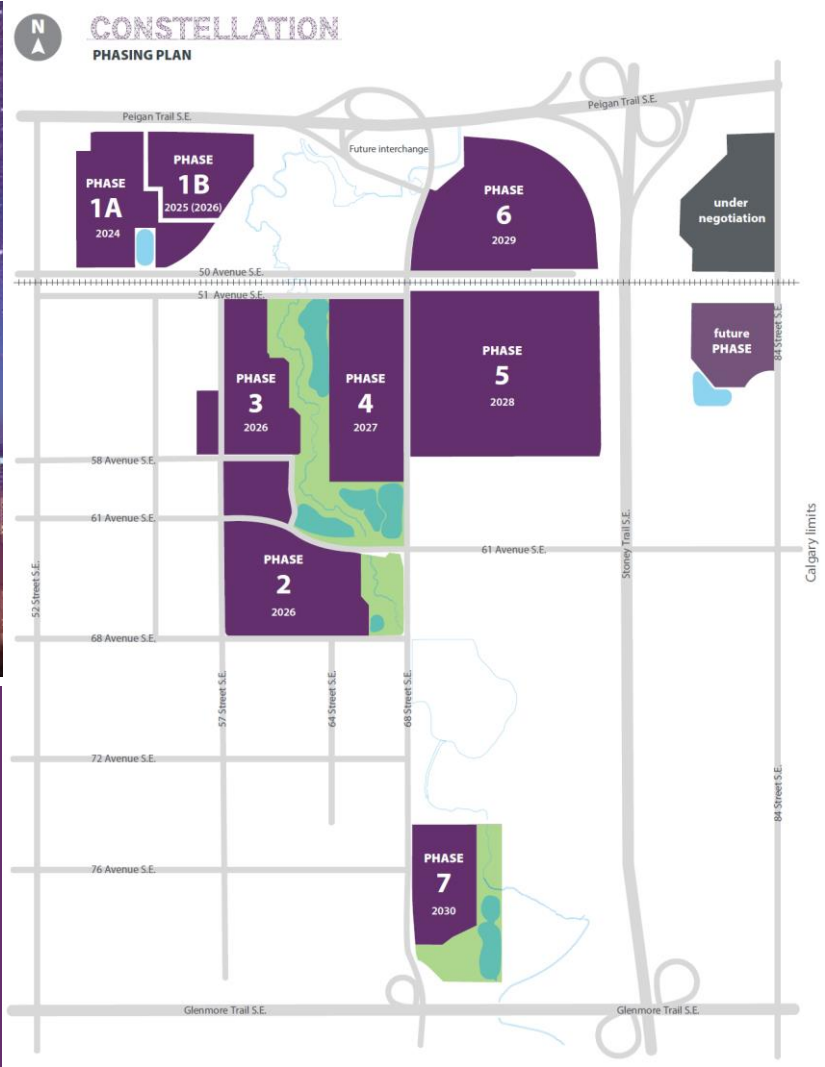 N
CONSTELLATION
PHASING PLAN
Peigan Trail S.E.
Peigan Trail S.E.
Future interchange
PHASE
1A
2024
PHASE
1B
2025 (2026)
PHASE
6
2029
under
negotiation
50 Avenue S.E.
51 Avenue S.E.
PHASE
3
2026
PHASE
4
2027
PHASE
5
2028
future
PHASE
84 Street S.E.
58 Avenue S.E.
61 Avenue S.E.
61 Avenue S.E.
Stoney Trail S.E.
Calgary limits
52 Street S.E.
PHASE
2
2026
68 Avenue S.E.
57 Street S.E.
64 Street S.E.
68 Street S.E.
72 Avenue S.E.
84 Street S.E.
76 Avenue S.E.
PHASE
7
2030
Glenmore Trail S.E.
Glenmore Trail S.E.